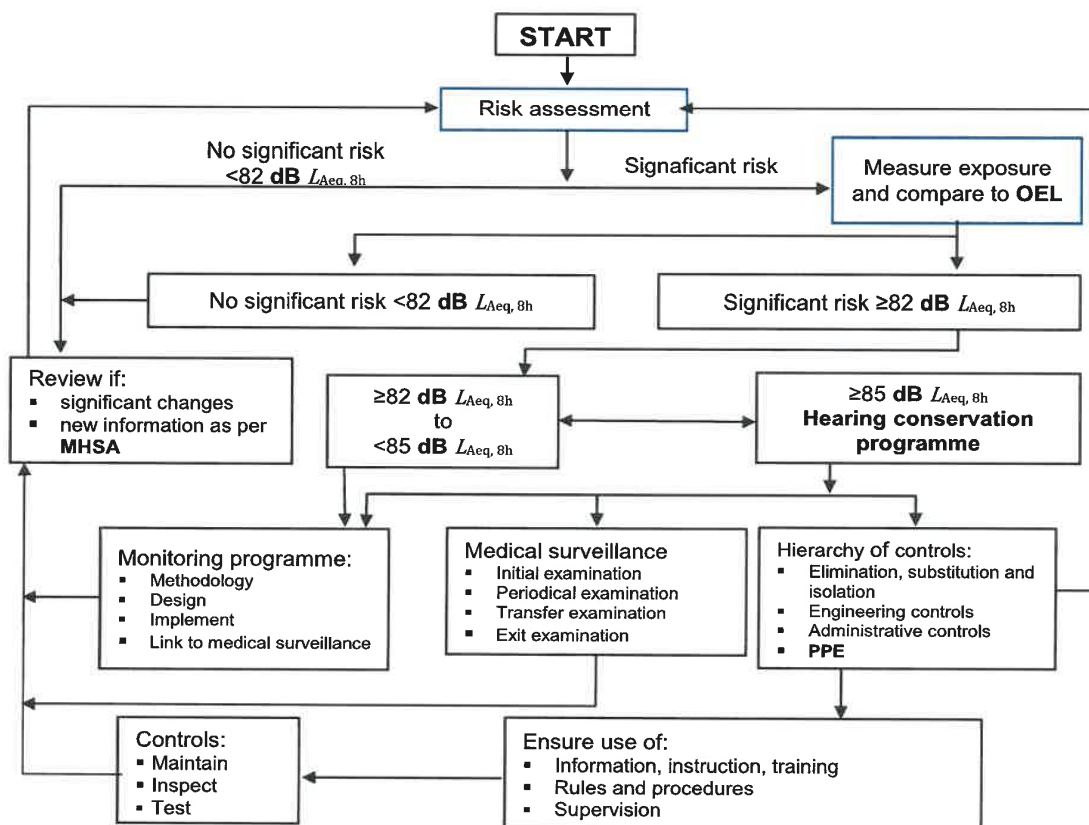 START
Risk assessment
No significant risk
<82 dB LAeq, 8h
Signaficant risk
Measure exposure
and compare to OEL
No significant risk <82 dB LAeq, 8h
Significant risk ≥82 dB LAeq, 8h
Review if:
▪ significant changes
▪ new information as per
MHSA
≥82 dB LAeq, 8h
to
<85 dB LAeq, 8h
≥85 dB LAeq, 8h
Hearing conservation
programme
Monitoring programme:
▪ Methodology
▪ Design
▪ Implement
▪ Link to medical surveillance
Medical surveillance
▪ Initial examination
▪ Periodical examination
▪ Transfer examination
▪ Exit examination
Hierarchy of controls:
▪ Elimination, substitution and
isolation
▪ Engineering controls
▪ Administrative controls
▪ PPE
Controls:
▪ Maintain
▪ Inspect
▪ Test
Ensure use of:
▪ Information, instruction, training
▪ Rules and procedures
▪ Supervision